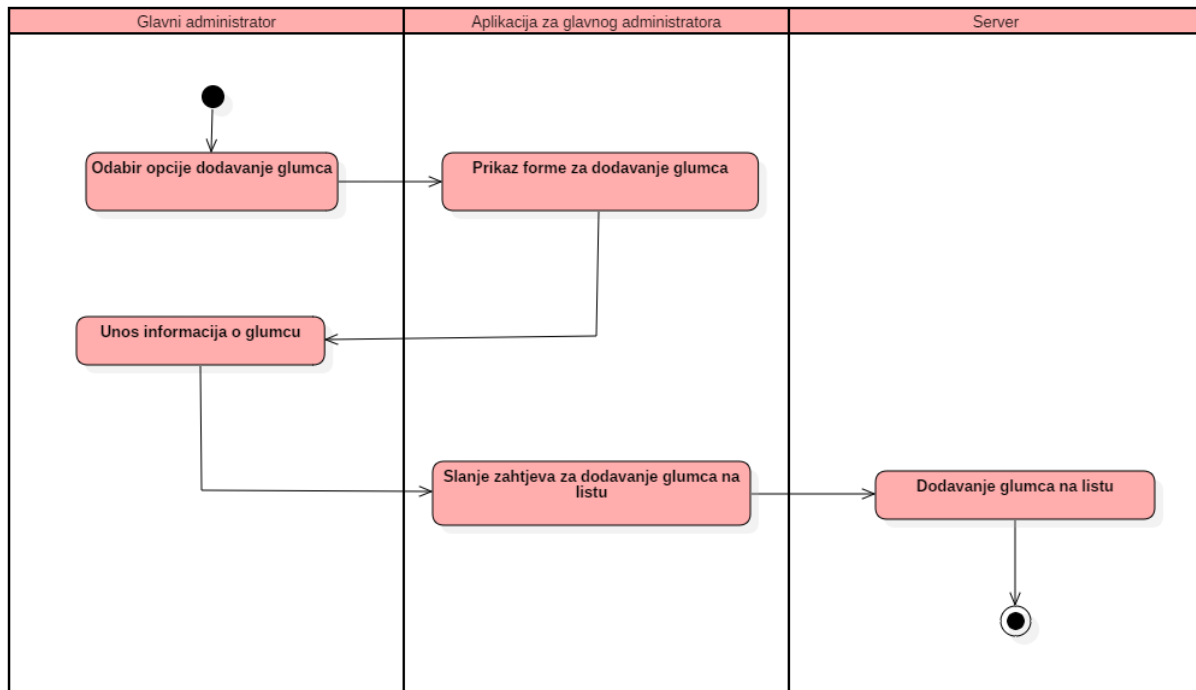 Glavni administrator
Aplikacija za glavnog administratora
Server
Odabir opcije dodavanje glumca
Prikaz forme za dodavanje glumca
Unos informacija o glumcu
Slanje zahtjeva za dodavanje glumca na
listu
Dodavanje glumca na listu